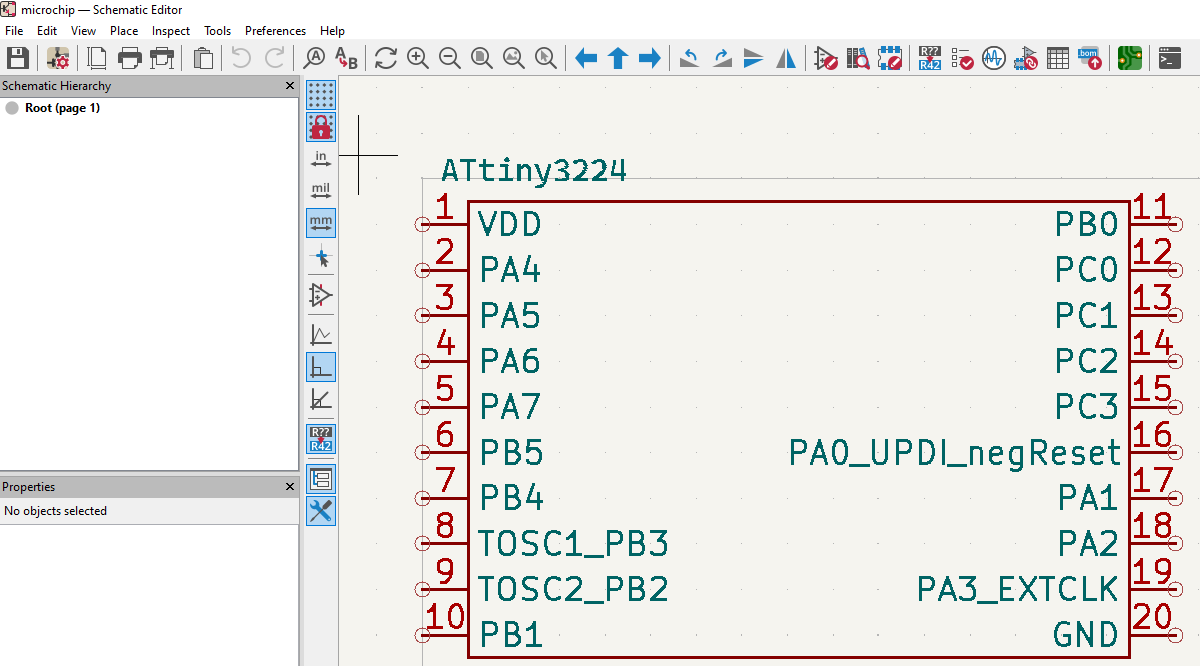 microchip — Schematic Editor
File Edit View Place Inspect Tools Preferences Help
A AB R?? R42 bom
Schematic Hierarchy
Root (page 1)
in
mil
mm
R??
R42
Properties
No objects selected
ATtiny3224
1 VDD PB0 11
2 PA4 PC0 12
3 PA5 PC1 13
4 PA6 PC2 14
5 PA7 PC3 15
6 PB5 PA0_UPDI_negReset 16
7 PB4 PA1 17
8 TOSC1_PB3 PA2 18
9 TOSC2_PB2 PA3_EXTCLK 19
10 PB1 GND 20